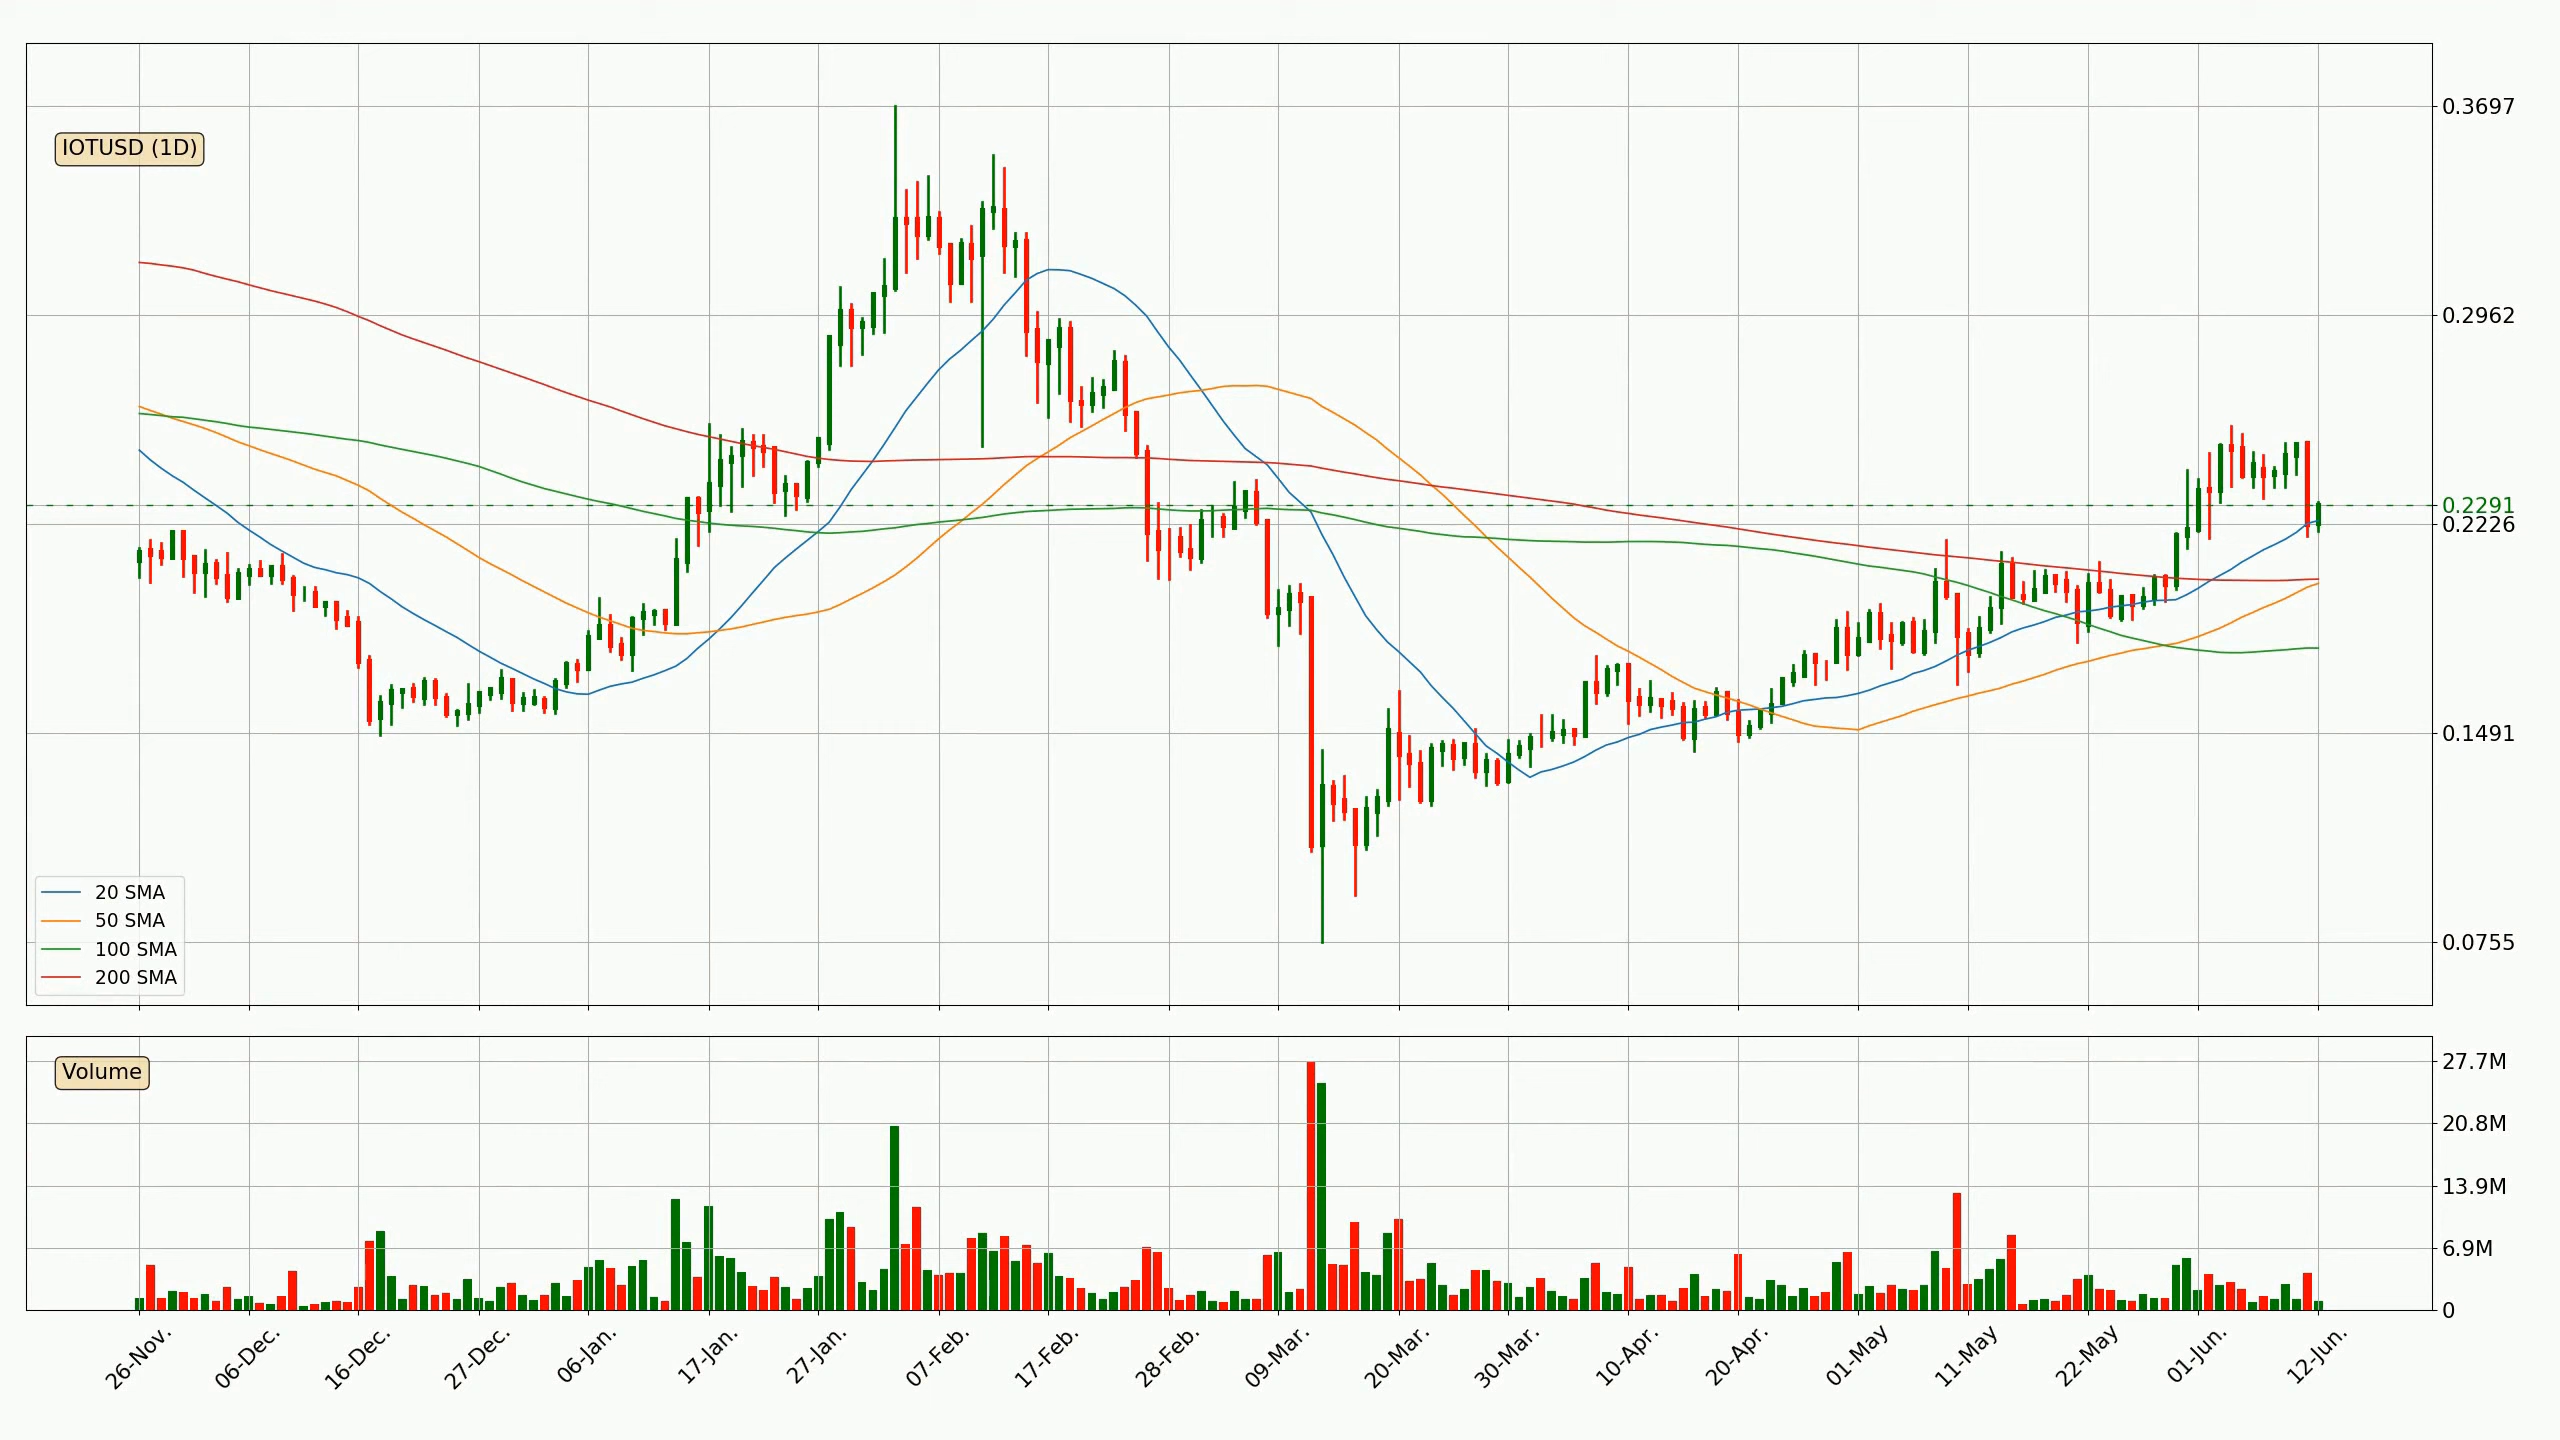 IOTUSD (1D)
0.3697
0.2962
0.2291
0.2226
0.1491
0.0755
20 SMA
50 SMA
100 SMA
200 SMA
Volume
27.7M
20.8M
13.9M
6.9M
0
26-Nov.
06-Dec.
16-Dec.
27-Dec.
06-Jan.
17-Jan.
27-Jan.
07-Feb.
17-Feb.
28-Feb.
09-Mar.
20-Mar.
30-Mar.
10-Apr.
20-Apr.
01-May
11-May
22-May
01-Jun.
12-Jun.